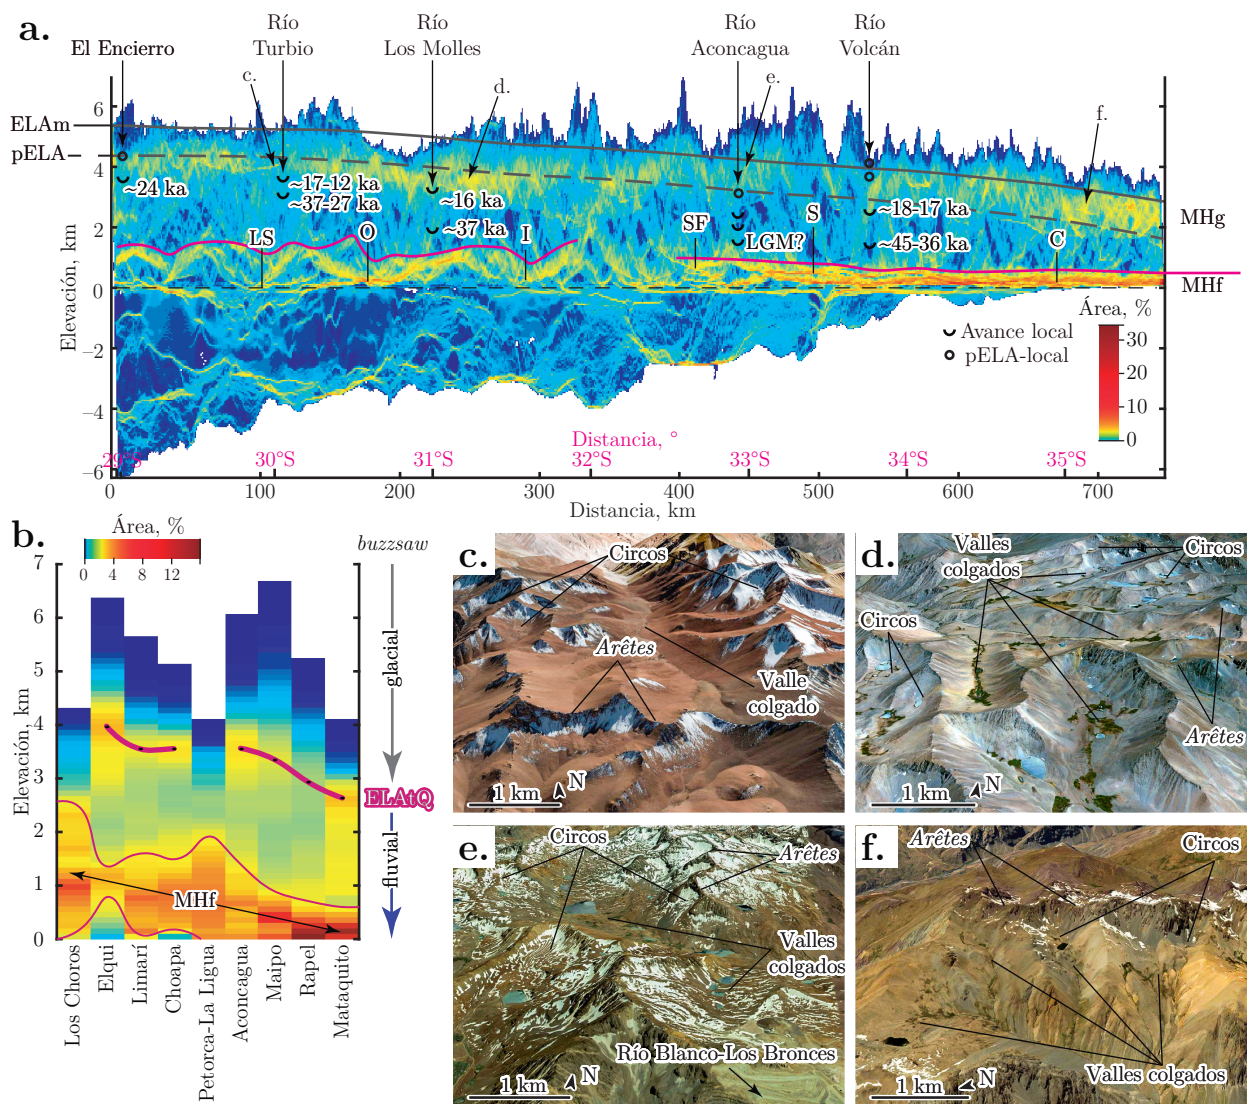 a.
El Encierro
Río
Turbio
Río
Los Molles
Río
Aconcagua
Río
Volcán
c.
d.
e.
f.
ELAm
pELA
6
4
2
0
−2
−4
−6
Elevación, km
~24 ka
~17-12 ka
~37-27 ka
~16 ka
~37 ka
LGM?
~18-17 ka
~45-36 ka
LS
O
I
SF
S
C
MHg
MHf
Avance local
pELA-local
Área, %
30
20
10
0
Distancia, °
29°S
30°S
31°S
32°S
33°S
34°S
35°S
0
100
200
300
400
500
600
700
Distancia, km
b.
Área, %
0
4
8
12
buzzsaw
glacial
ELAtQ
fluvial
7
6
5
4
3
2
1
0
Elevación, km
MHf
Los Choros
Elqui
Limarí
Choapa
Petorca-La Ligua
Aconcagua
Maipo
Rapel
Mataquito
c.
Circos
Arêtes
Valle
colgado
1 km
N
d.
Valles
colgados
Circos
Circos
Arêtes
1 km
N
e.
Circos
Arêtes
Valles
colgados
Río Blanco-Los Bronces
1 km
N
f.
Arêtes
Circos
Valles colgados
1 km
N